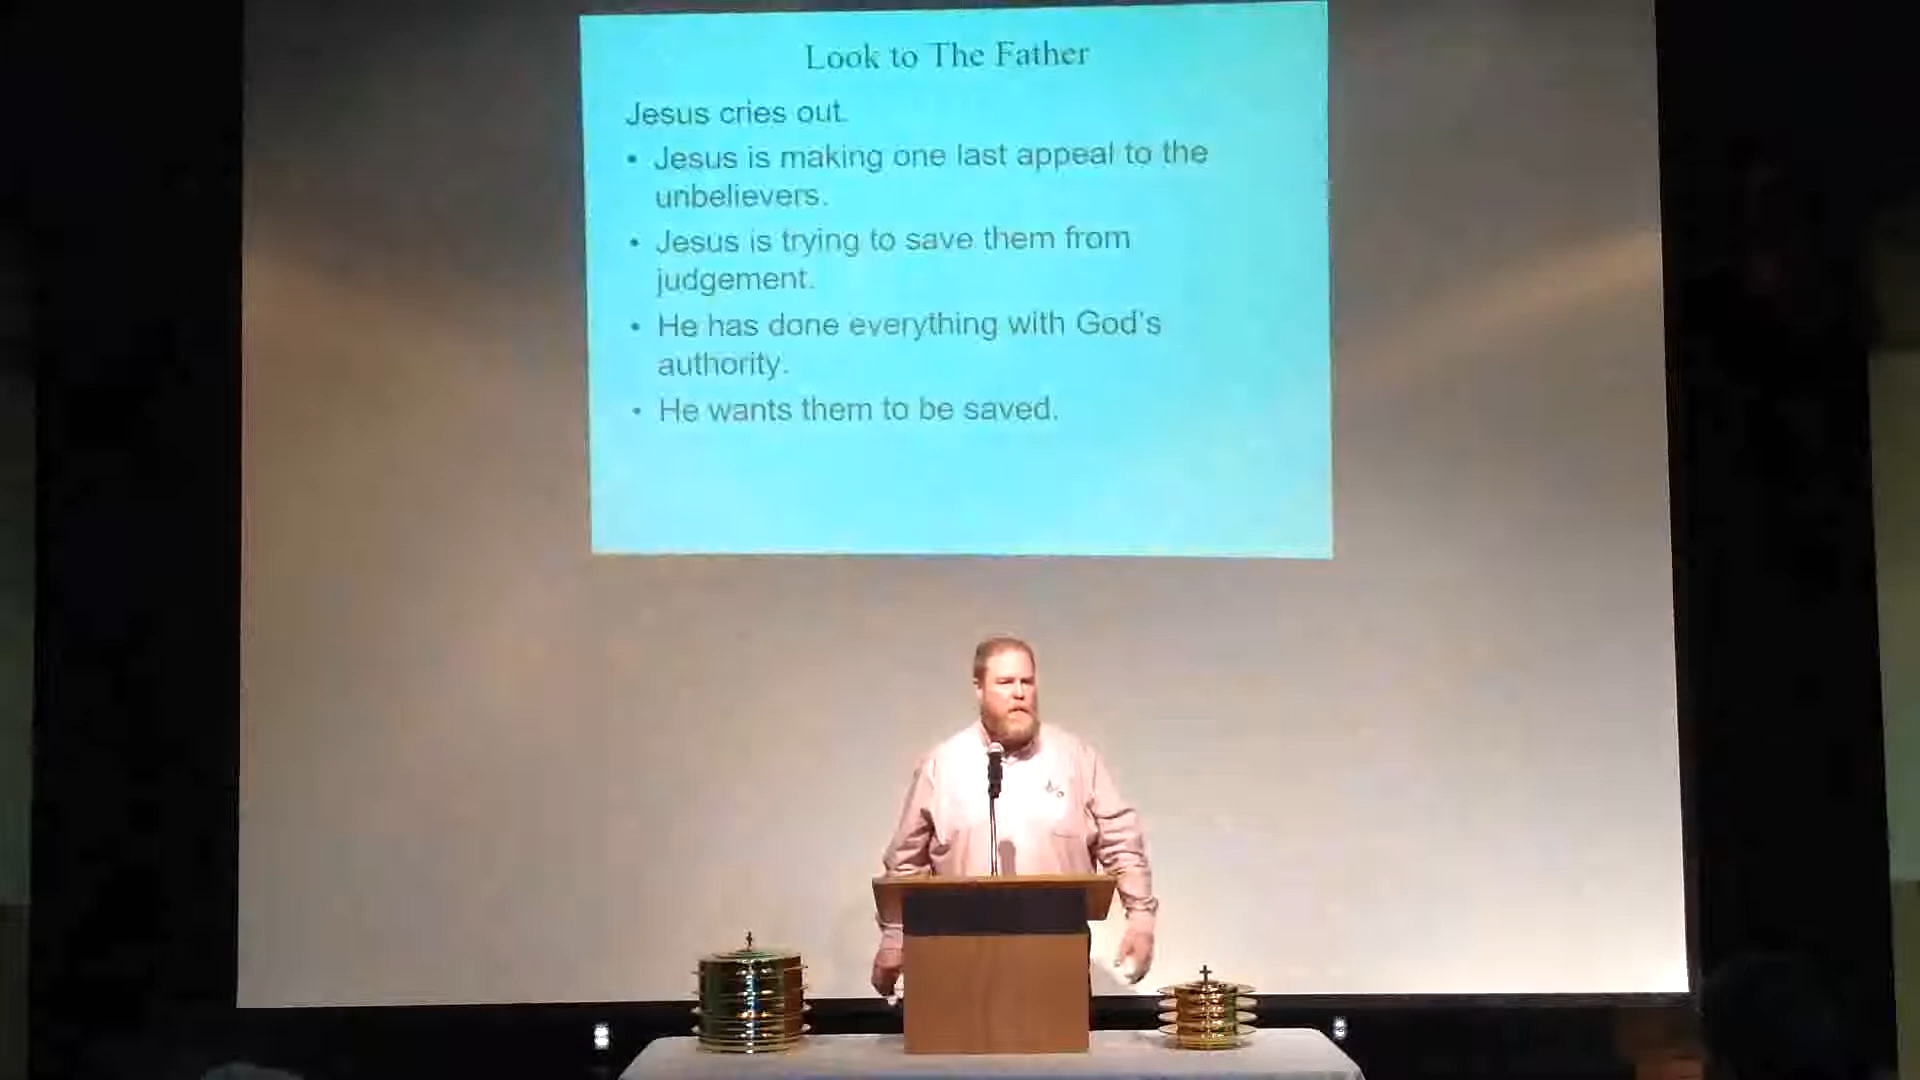 Look to The Father
Jesus cries out.
• Jesus is making one last appeal to the
unbelievers.
• Jesus is trying to save them from
judgement.
• He has done everything with God's
authority.
• He wants them to be saved.